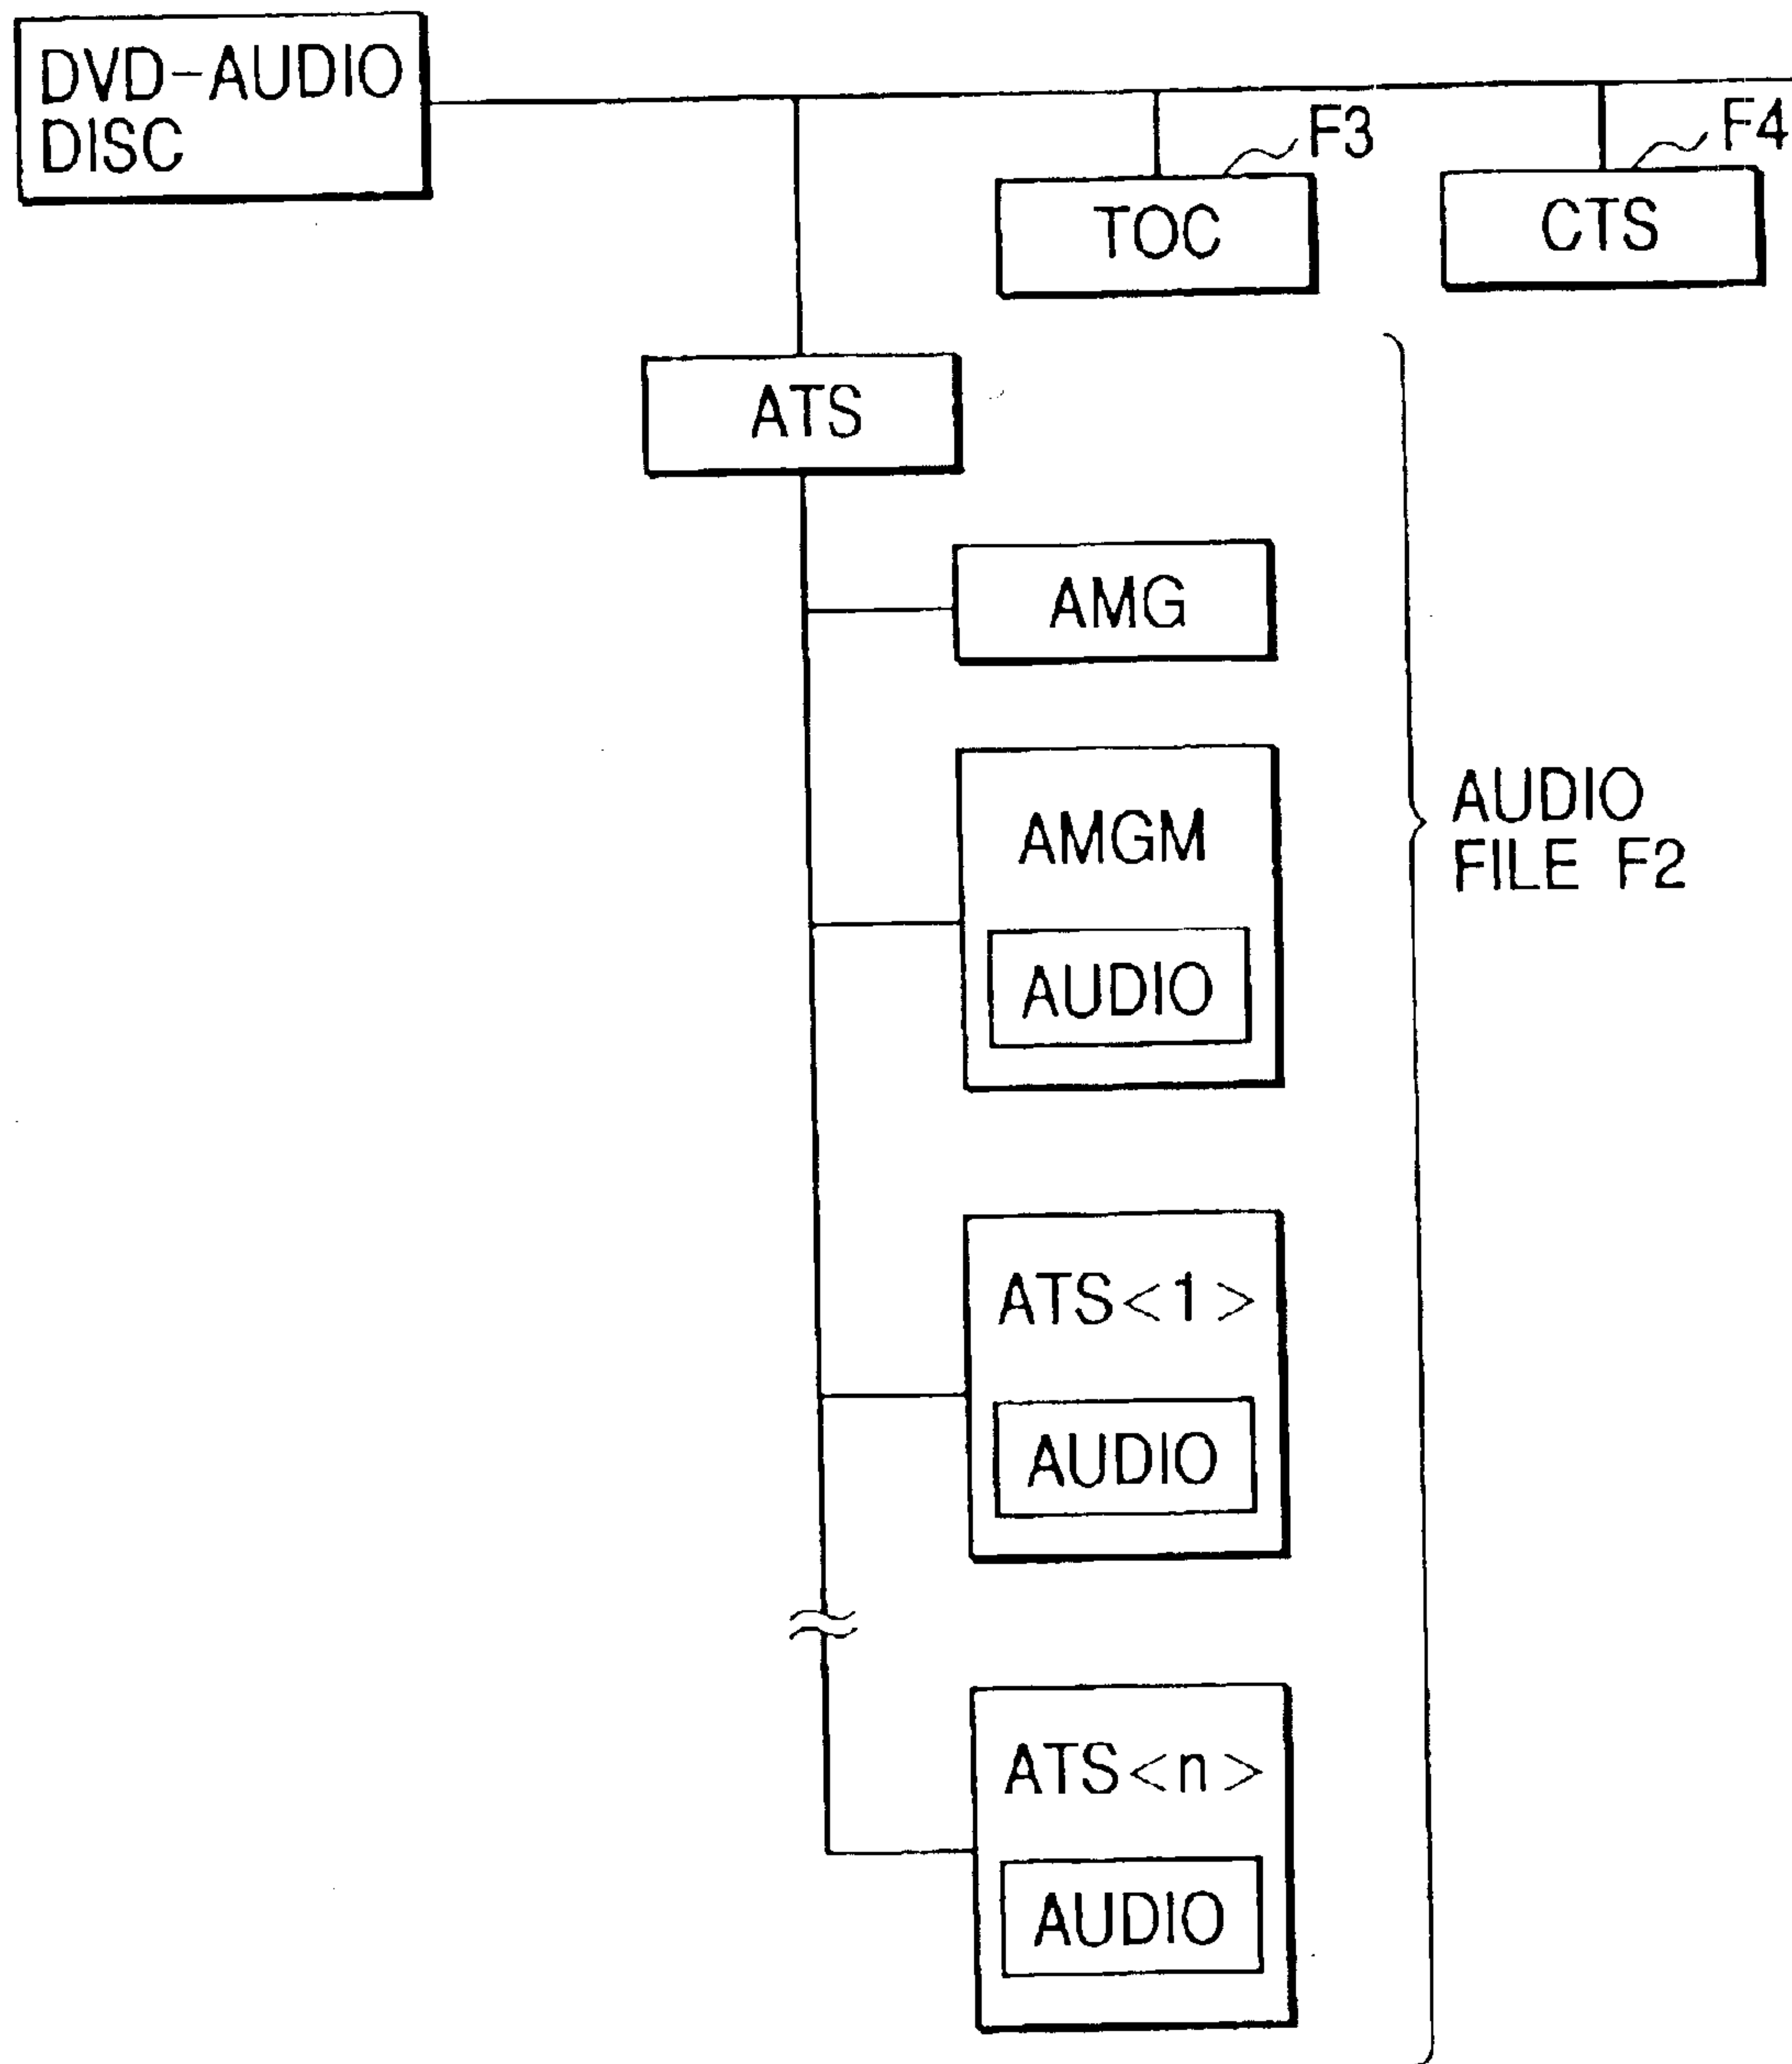 DVD-AUDIO
DISC
F3
F4
TOC
CTS
ATS
AMG
AMGM
AUDIO
AUDIO
FILE F2
ATS<1>
AUDIO
ATS<n>
AUDIO